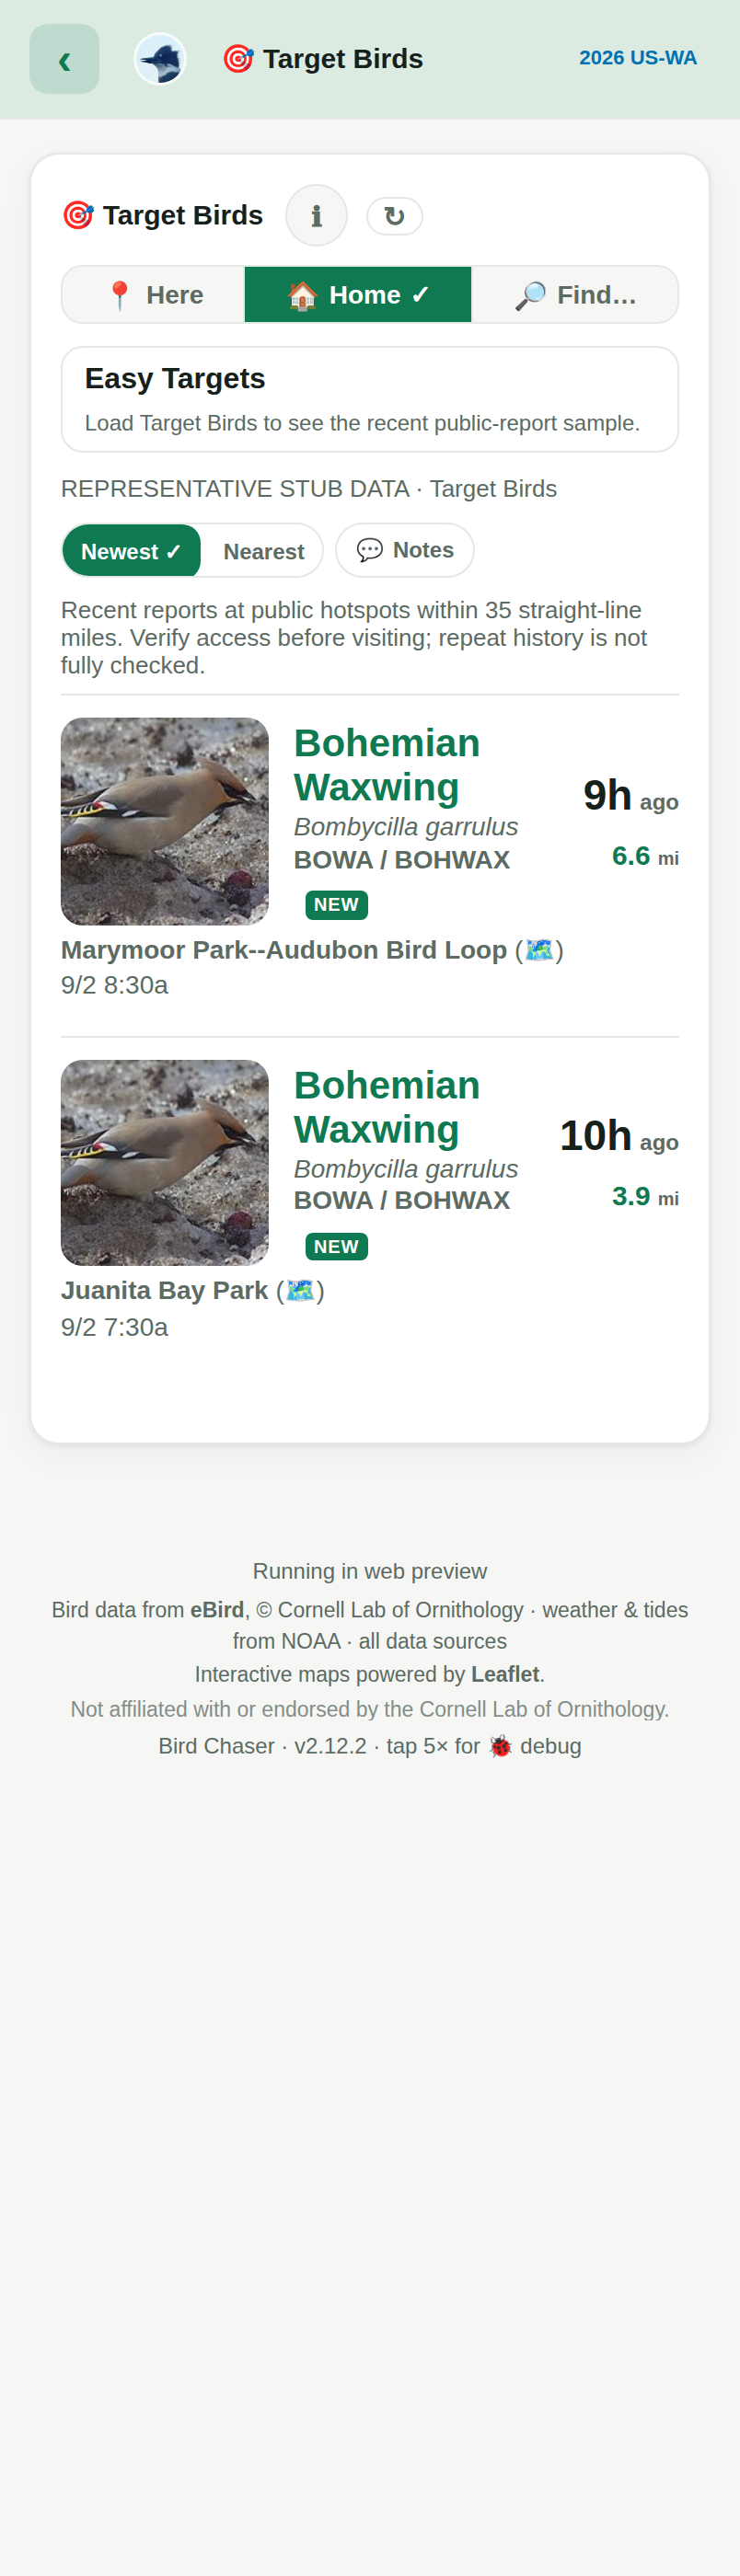 ‹ 🎯 Target Birds 2026 US-WA
🎯 Target Birds ℹ ↻
📍 Here 🏠 Home ✓ 🔎 Find…
Easy Targets
Load Target Birds to see the recent public-report sample.
REPRESENTATIVE STUB DATA · Target Birds
Newest ✓ Nearest 💬 Notes
Recent reports at public hotspots within 35 straight-line
miles. Verify access before visiting; repeat history is not
fully checked.
Bohemian
Waxwing
9h ago
Bombycilla garrulus
BOWA / BOHWAX
6.6 mi
NEW
Marymoor Park--Audubon Bird Loop (🗺️)
9/2 8:30a
Bohemian
Waxwing
10h ago
Bombycilla garrulus
BOWA / BOHWAX
3.9 mi
NEW
Juanita Bay Park (🗺️)
9/2 7:30a
Running in web preview
Bird data from eBird, © Cornell Lab of Ornithology · weather & tides
from NOAA · all data sources
Interactive maps powered by Leaflet.
Not affiliated with or endorsed by the Cornell Lab of Ornithology.
Bird Chaser · v2.12.2 · tap 5× for 🐞 debug